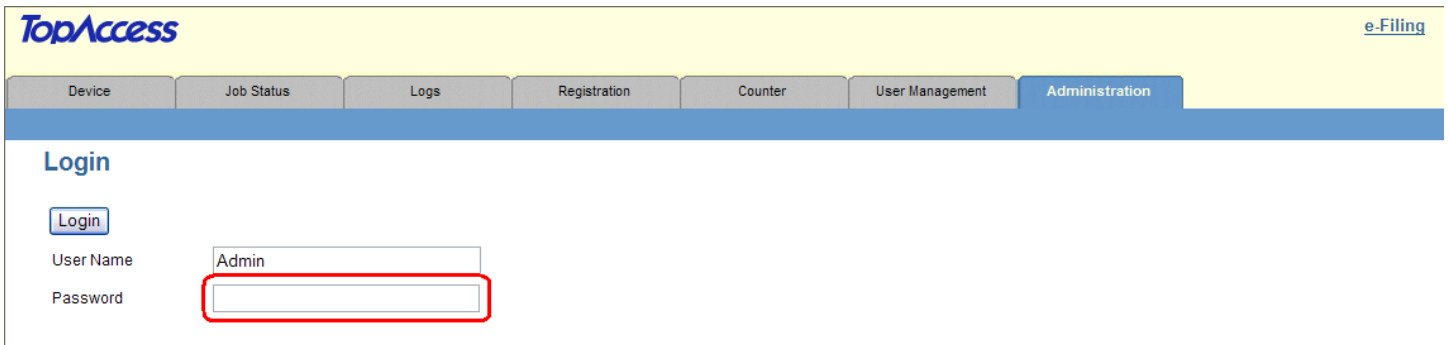 TopAccess
e-Filing
Device Job Status Logs Registration Counter User Management Administration
Login
Login
User Name Admin
Password